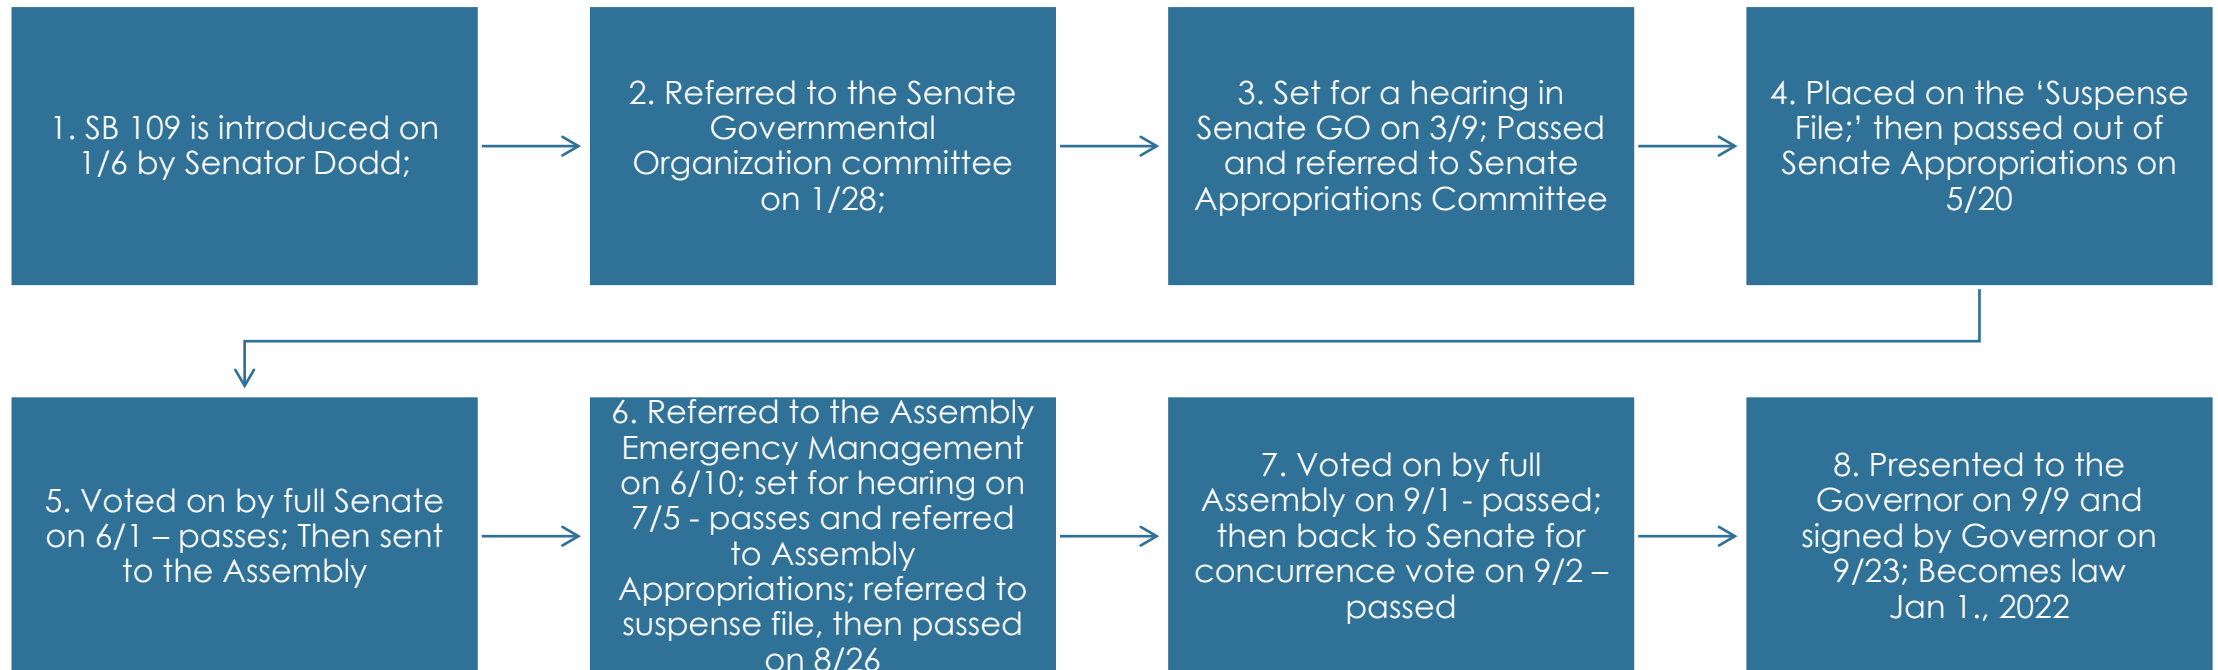 1. SB 109 is introduced on
1/6 by Senator Dodd;
2. Referred to the Senate
Governmental
Organization committee
on 1/28;
3. Set for a hearing in
Senate GO on 3/9; Passed
and referred to Senate
Appropriations Committee
4. Placed on the ‘Suspense
File;’ then passed out of
Senate Appropriations on
5/20
5. Voted on by full Senate
on 6/1 – passes; Then sent
to the Assembly
6. Referred to the Assembly
Emergency Management
on 6/10; set for hearing on
7/5 - passes and referred
to Assembly
Appropriations; referred to
suspense file, then passed
on 8/26
7. Voted on by full
Assembly on 9/1 - passed;
then back to Senate for
concurrence vote on 9/2 –
passed
8. Presented to the
Governor on 9/9 and
signed by Governor on
9/23; Becomes law
Jan 1., 2022